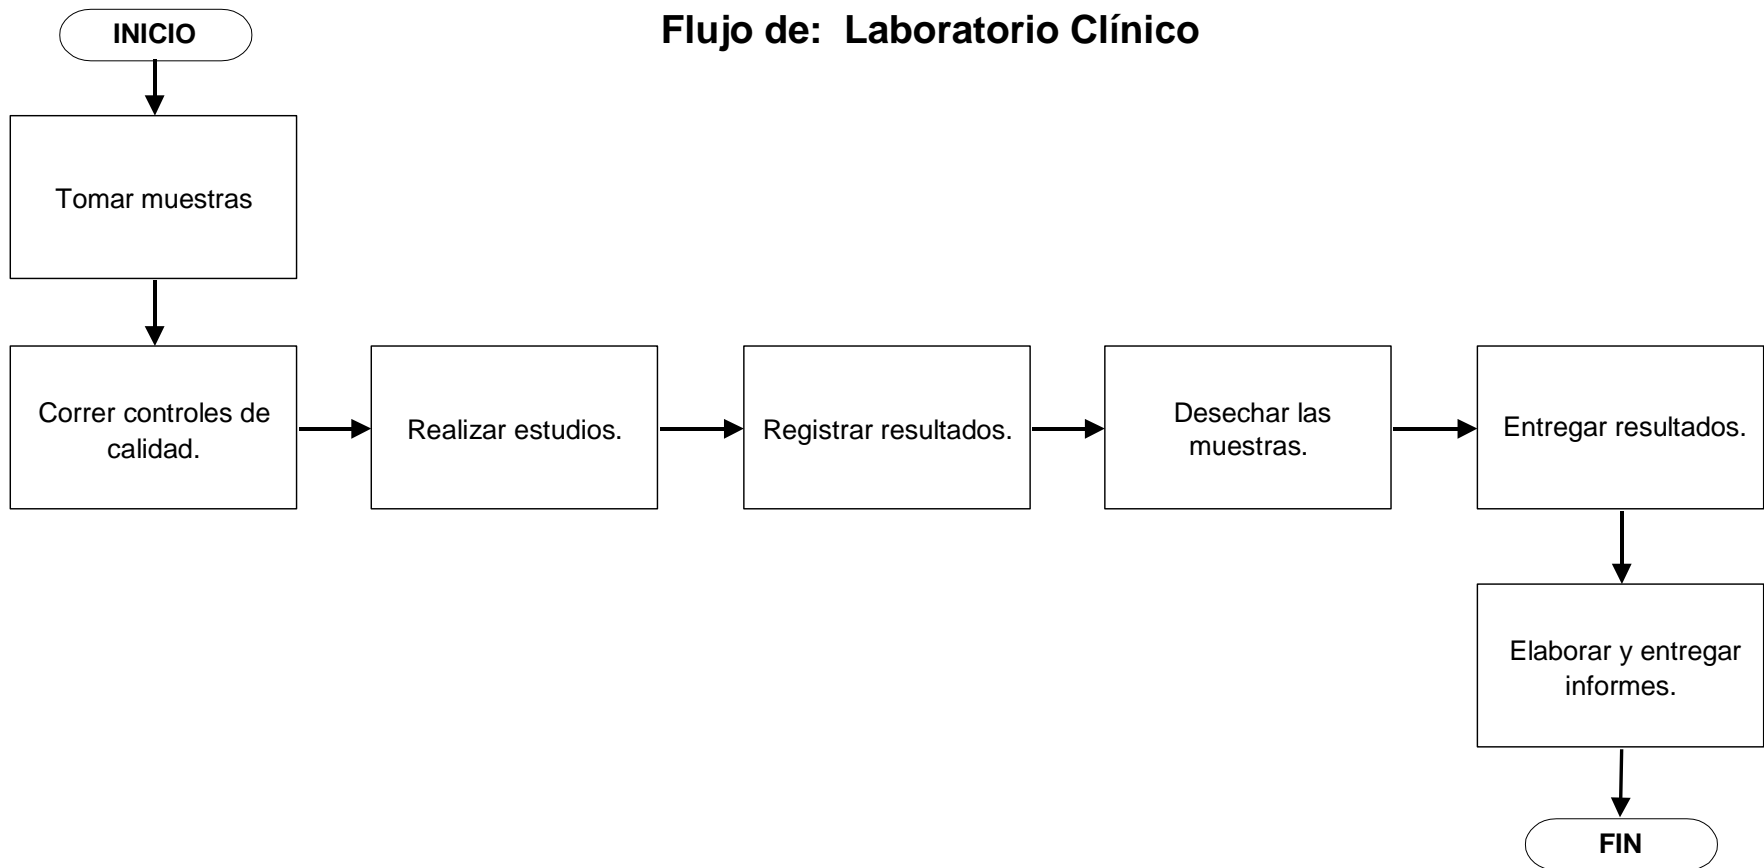 Flujo de: Laboratorio Clínico
INICIO
Tomar muestras
Correr controles de
calidad.
Realizar estudios.
Registrar resultados.
Desechar las
muestras.
Entregar resultados.
Elaborar y entregar
informes.
FIN